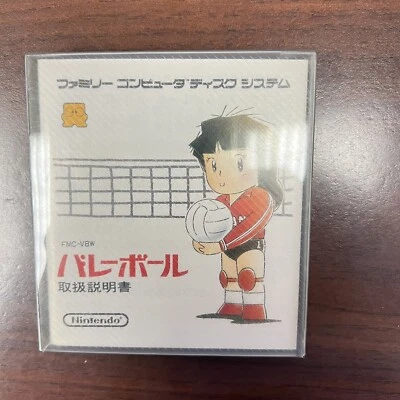 ファミリー コンピュータ ディスク システム
FMC-VBW
バレーボール
取扱説明書
Nintendo